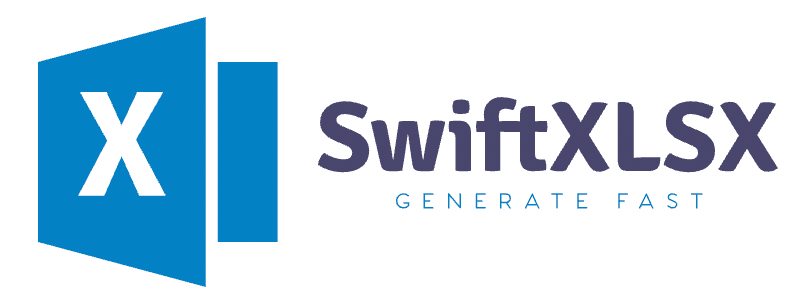 X
SwiftXLSX
GENERATE FAST